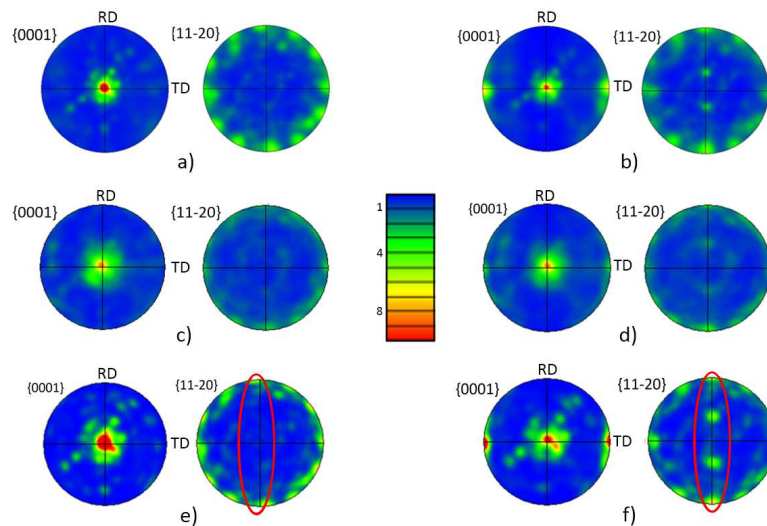 RD
{0001}
{11-20}
TD
a)
RD
{0001}
{11-20}
TD
b)
RD
{0001}
{11-20}
TD
c)
1
4
8
RD
{0001}
{11-20}
TD
d)
RD
{0001}
{11-20}
TD
e)
RD
{0001}
{11-20}
TD
f)